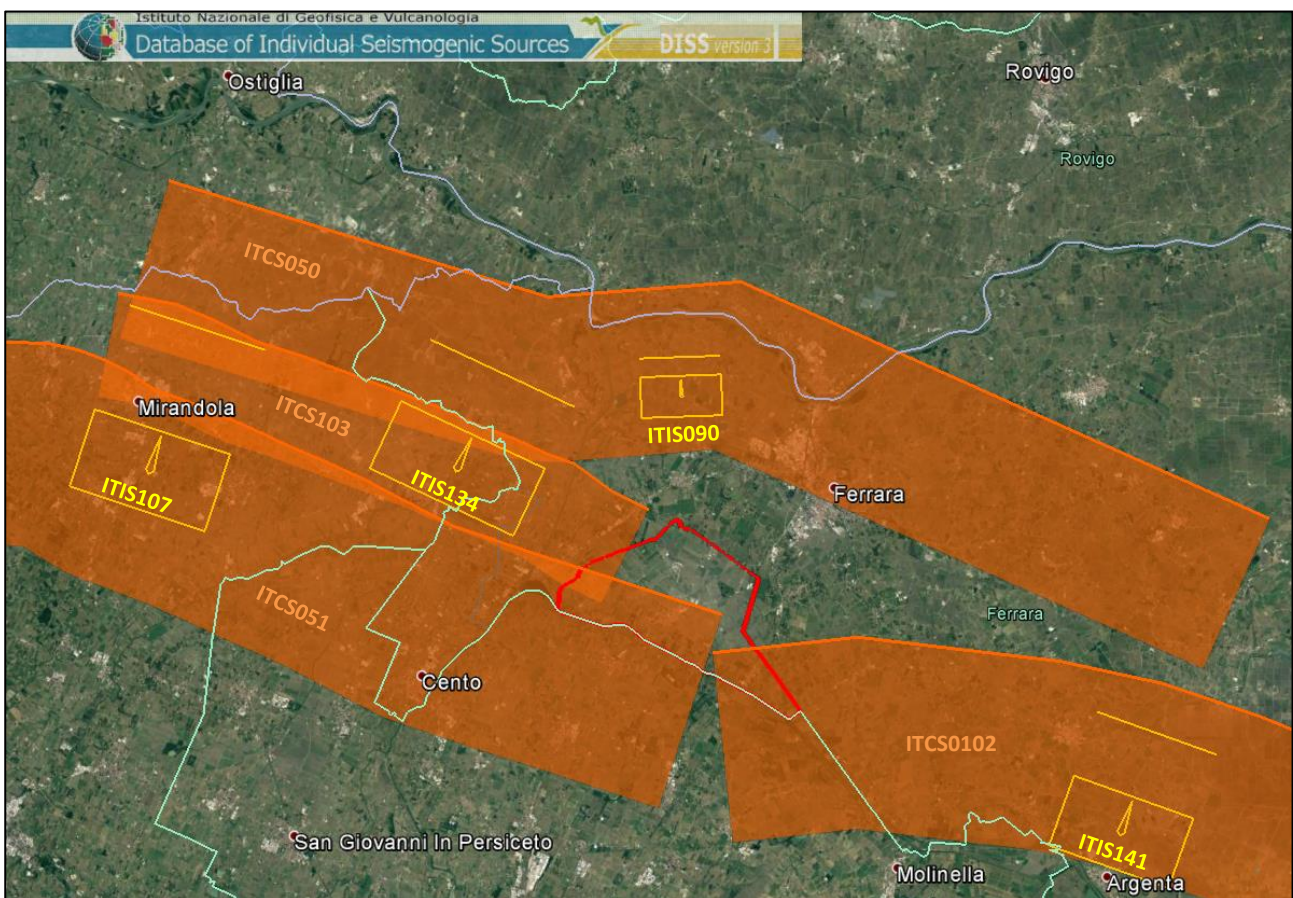 Istituto Nazionale di Geofisica e Vulcanologia
Database of Individual Seismogenic Sources
DISS version 3
Ostiglia
Rovigo
Rovigo
ITCS050
Mirandola
ITCS103
ITIS090
ITIS134
ITIS107
Ferrara
ITCS051
Ferrara
Cento
ITCS0102
San Giovanni In Persiceto
ITIS141
Molinella
Argenta